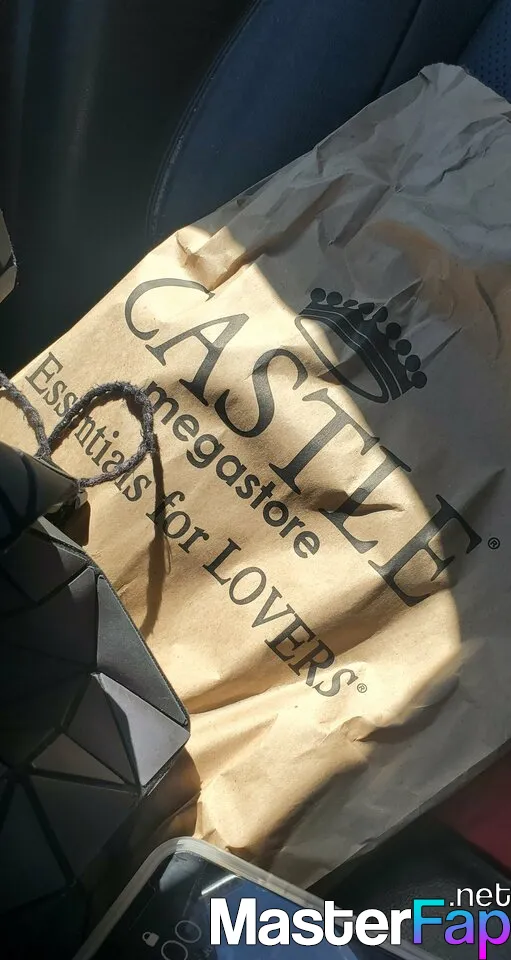 CASTLE®
megastore
Essentials for LOVERS®
MasterFap.net